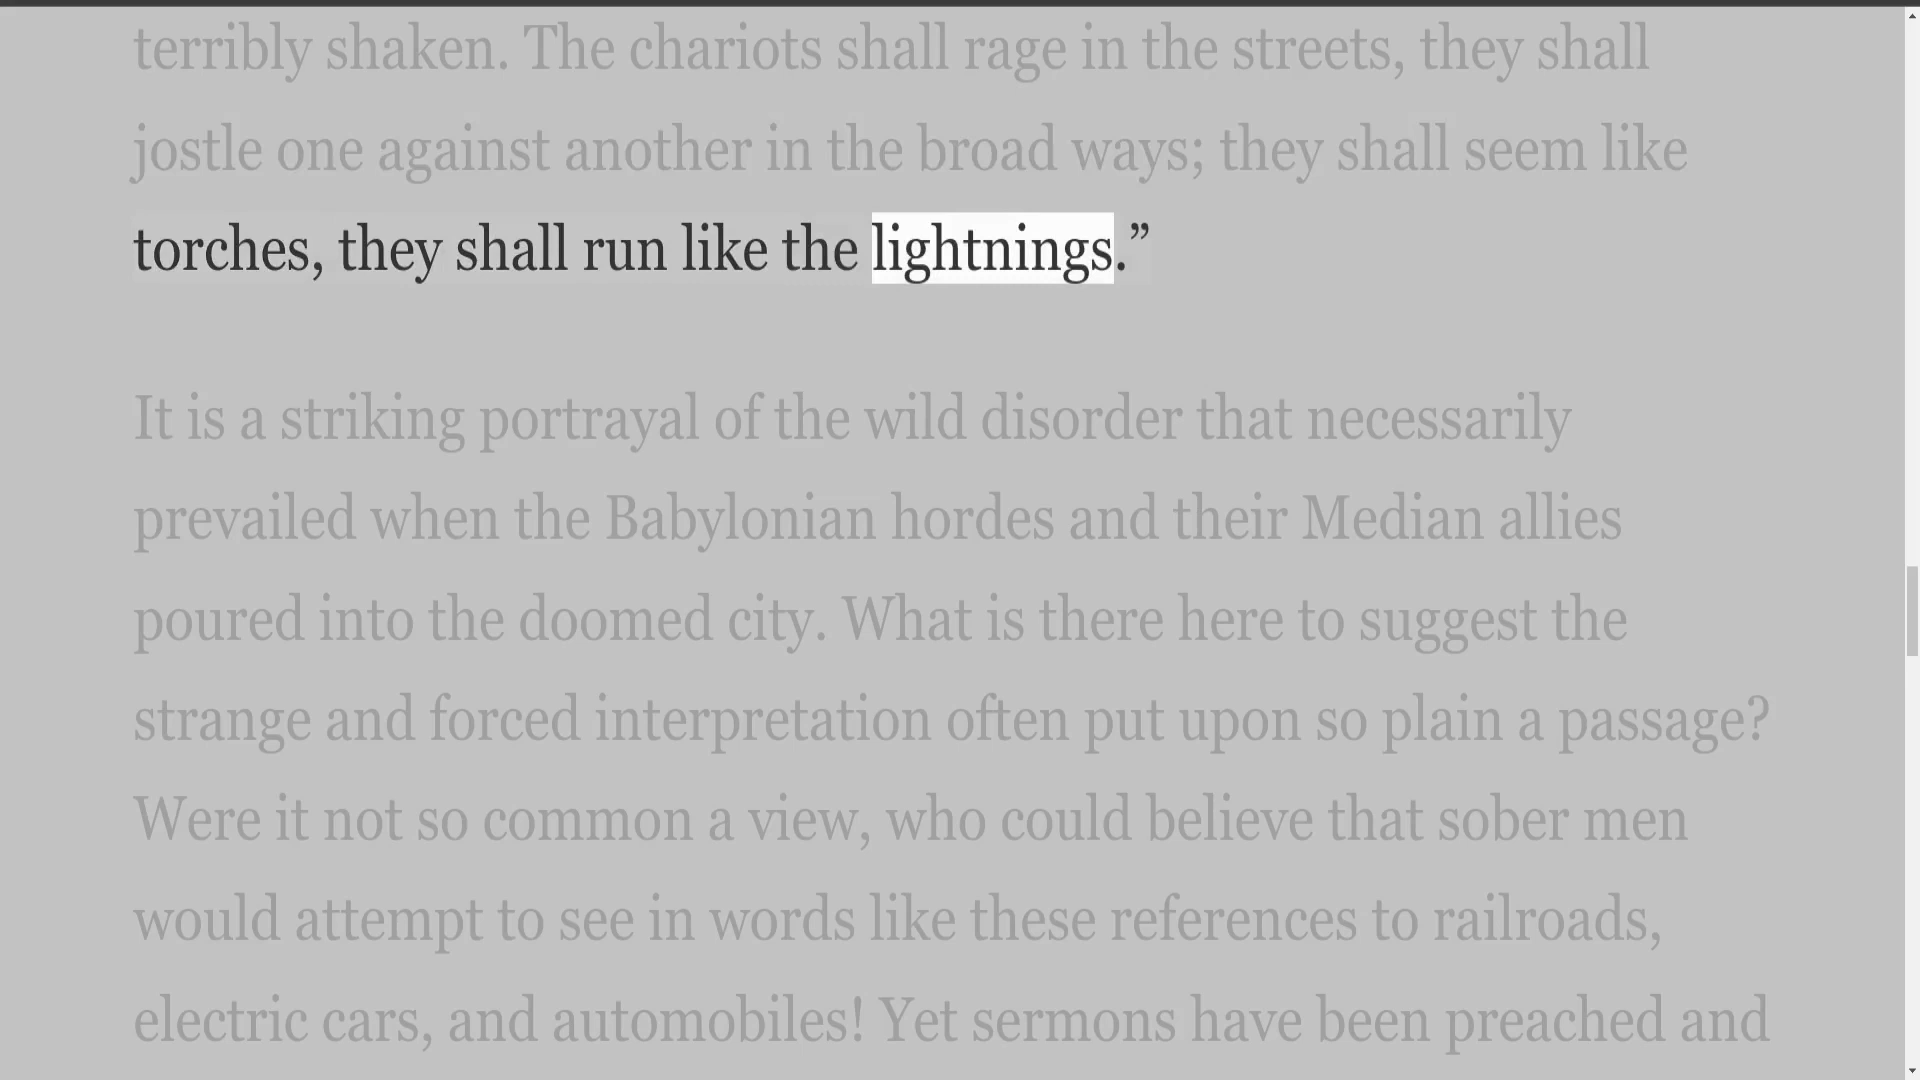 terribly shaken. The chariots shall rage in the streets, they shall
jostle one against another in the broad ways; they shall seem like
torches, they shall run like the lightnings.”
It is a striking portrayal of the wild disorder that necessarily
prevailed when the Babylonian hordes and their Median allies
poured into the doomed city. What is there here to suggest the
strange and forced interpretation often put upon so plain a passage?
Were it not so common a view, who could believe that sober men
would attempt to see in words like these references to railroads,
electric cars, and automobiles! Yet sermons have been preached and